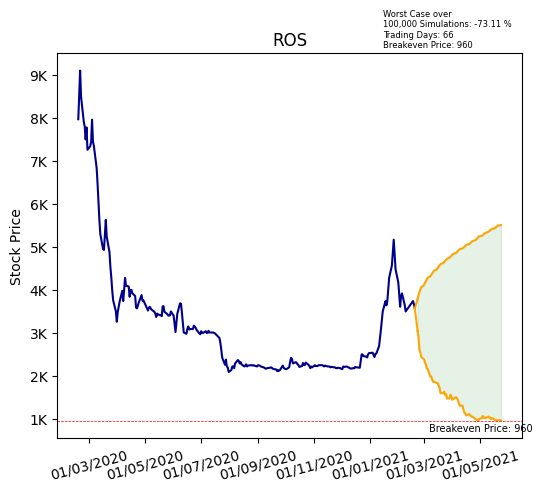 Worst Case over
100,000 Simulations: -73.11 %
Trading Days: 66
Breakeven Price: 960
ROS
9K
8K
7K
6K
5K
4K
3K
2K
1K
Stock Price
Breakeven Price: 960
01/03/2020
01/05/2020
01/07/2020
01/09/2020
01/11/2020
01/01/2021
01/03/2021
01/05/2021